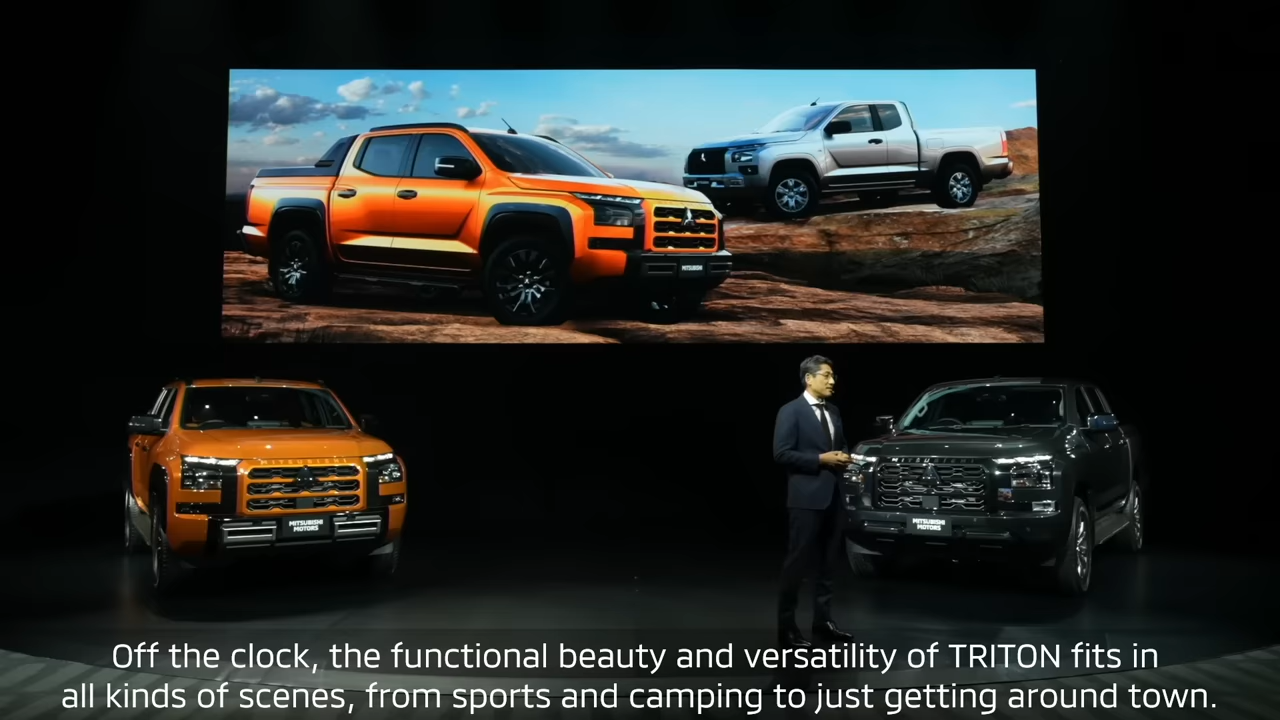 MITSUBISHI
MITSUBISHI
MOTORS
MITSUBISHI
MOTORS
Off the clock, the functional beauty and versatility of TRITON fits in
all kinds of scenes, from sports and camping to just getting around town.